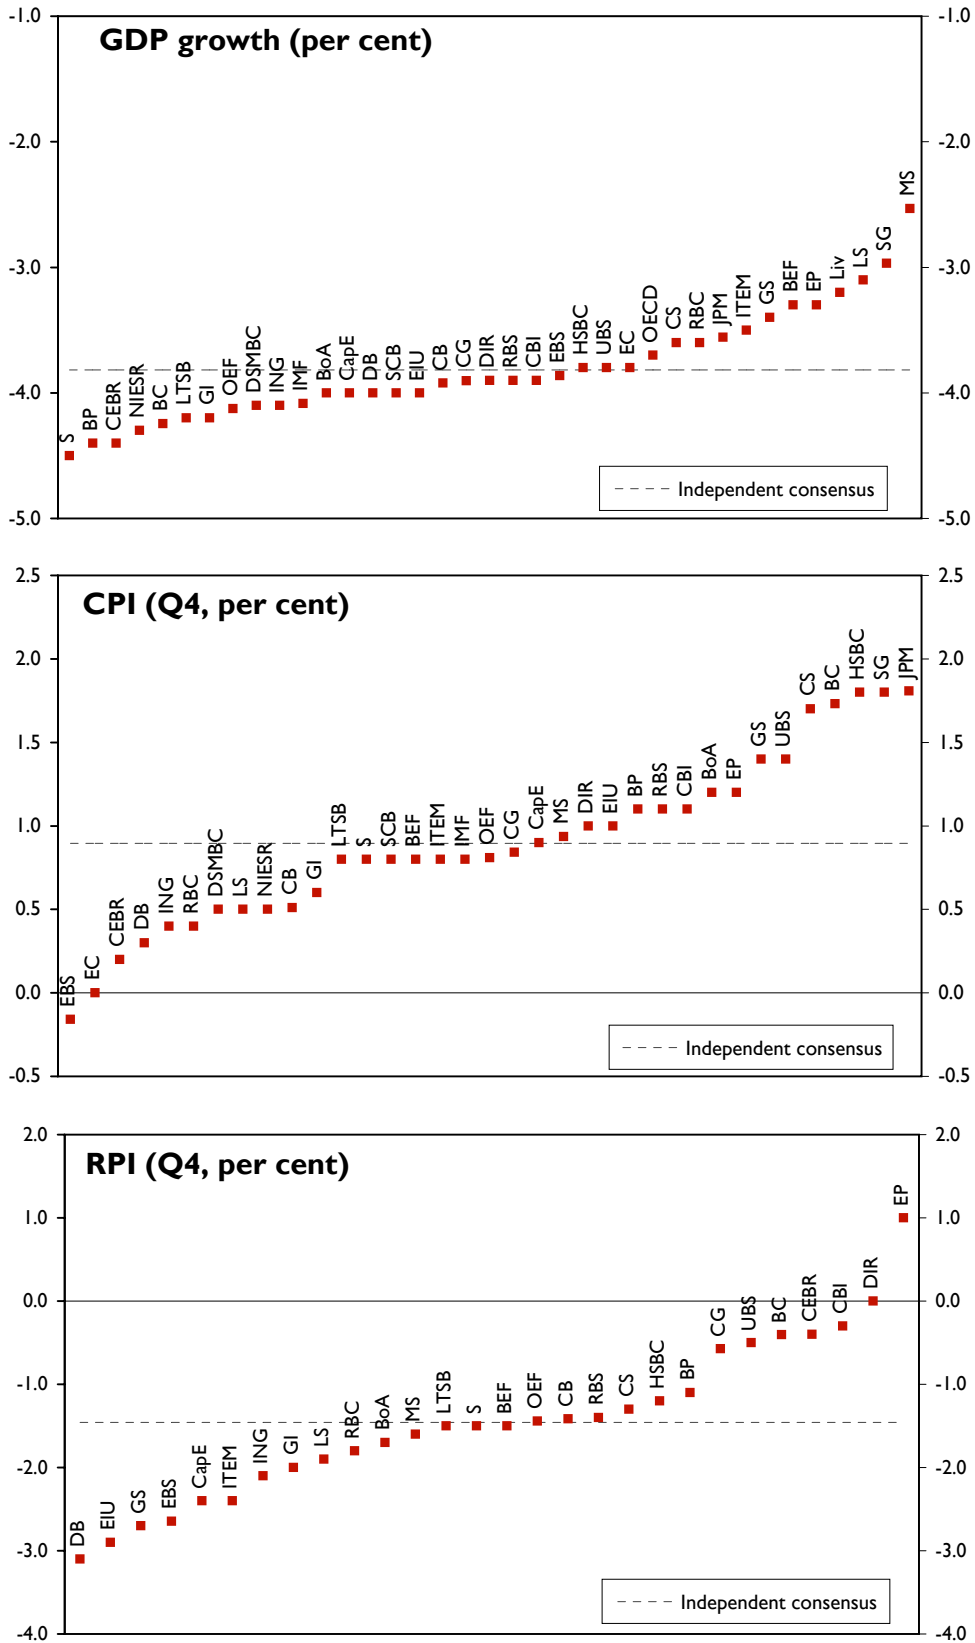 GDP growth (per cent)
-1.0 -1.0
-2.0 -2.0
-3.0 -3.0
-4.0 -4.0
-5.0 -5.0
S BP CEBR NIESR BC LTSB GI OEF DSMBC ING IMF BoA CapE DB SCB EIU CB CG DIR RBS CBI EBS HSBC UBS EC OECD CS RBC JPM ITEM GS BEF EP Liv LS SG MS
Independent consensus
CPI (Q4, per cent)
2.5 2.5
2.0 2.0
1.5 1.5
1.0 1.0
0.5 0.5
0.0 0.0
-0.5 -0.5
EBS EC CEBR DB ING RBC DSMBC LS NIESR CB GI LTSB S SCB BEF ITEM IMF OEF CG CapE MS DIR EIU BP RBS CBI BoA EP GS UBS CS BC HSBC SG JPM
Independent consensus
RPI (Q4, per cent)
2.0 2.0
1.0 1.0
0.0 0.0
-1.0 -1.0
-2.0 -2.0
-3.0 -3.0
-4.0 -4.0
DB EIU GS EBS CapE ITEM ING GI LS RBC BoA MS LTSB S BEF OEF CB RBS CS HSBC BP CG UBS BC CEBR CBI DIR EP
Independent consensus